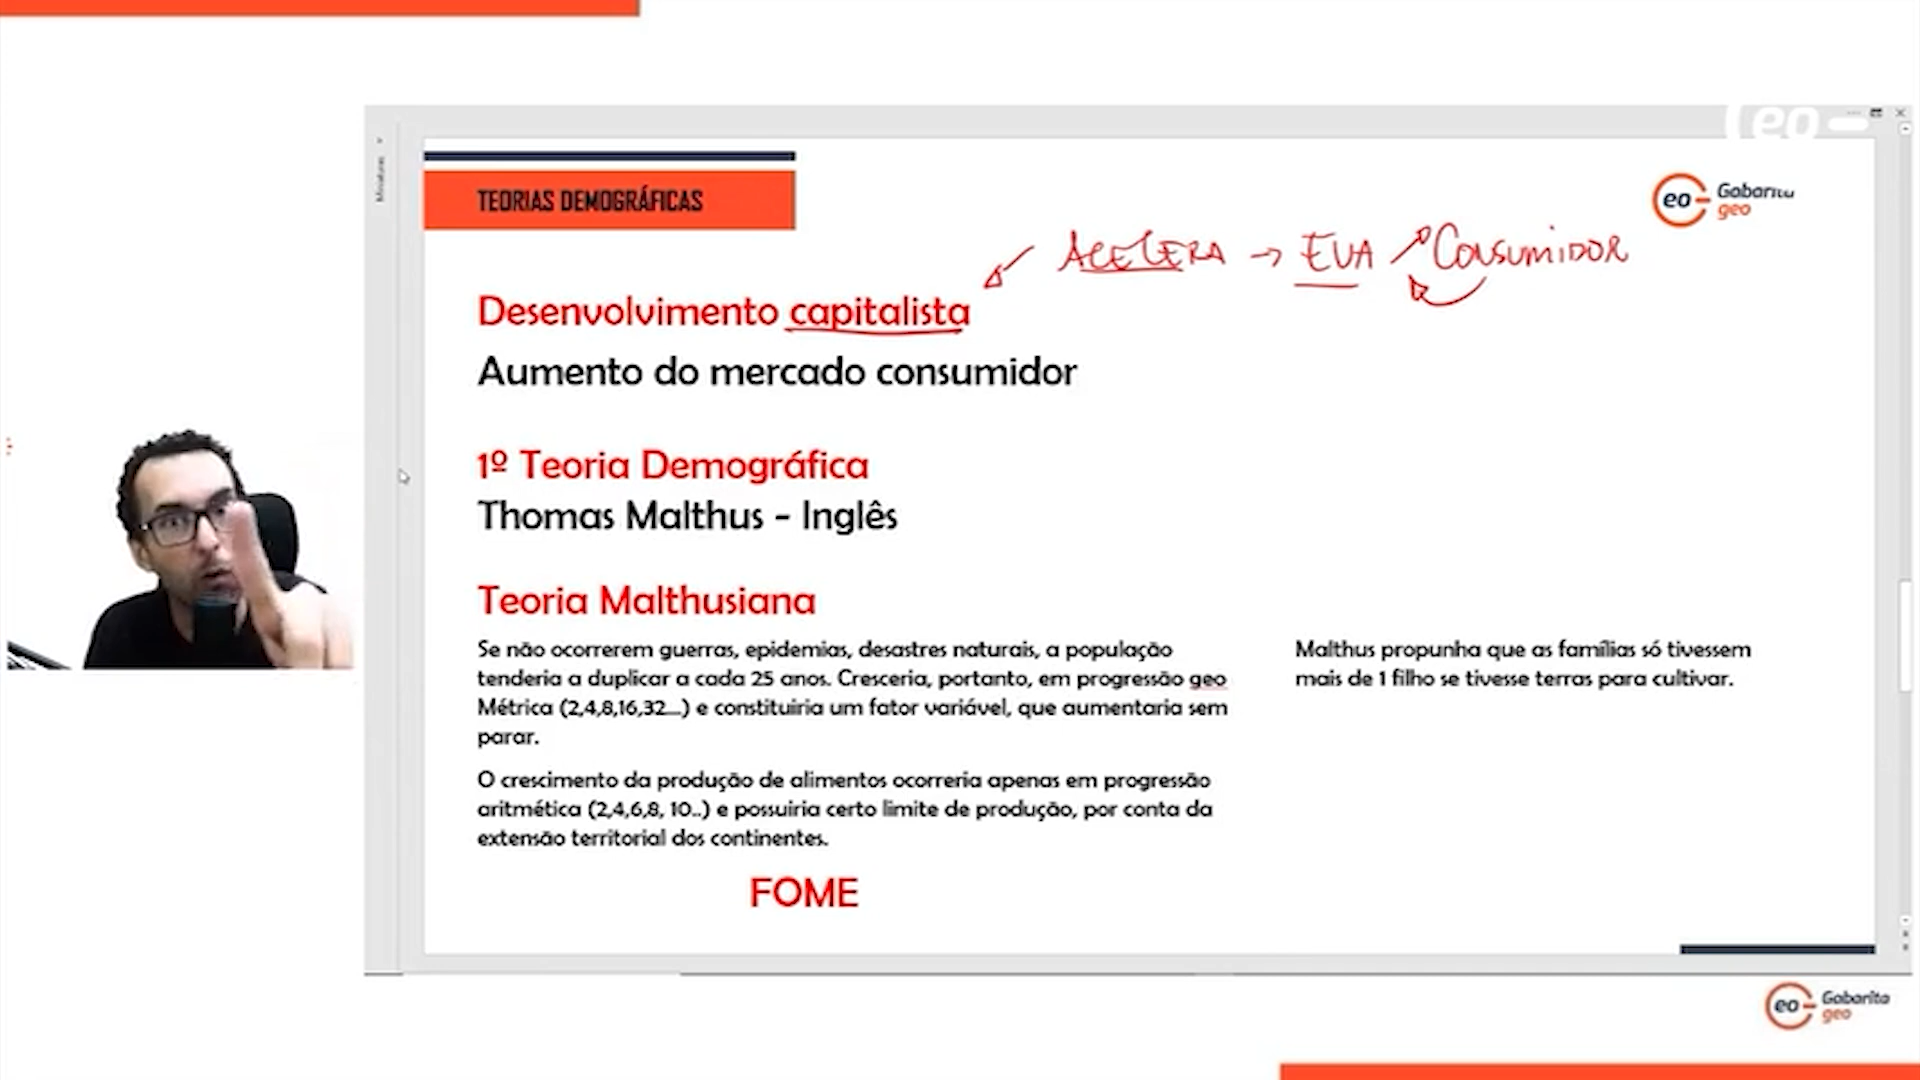 eo
Miniaturas
TEORIAS DEMOGRÁFICAS
eo Gabarito
geo
ACELERA → EUA ↗ CONSUMIDOR
Desenvolvimento capitalista
Aumento do mercado consumidor
1º Teoria Demográfica
Thomas Malthus - Inglês
Teoria Malthusiana
Se não ocorrerem guerras, epidemias, desastres naturais, a população
tenderia a duplicar a cada 25 anos. Cresceria, portanto, em progressão geo
Métrica (2,4,8,16,32...) e constituiria um fator variável, que aumentaria sem
parar.
O crescimento da produção de alimentos ocorreria apenas em progressão
aritmética (2,4,6,8, 10..) e possuiria certo limite de produção, por conta da
extensão territorial dos continentes.
FOME
Malthus propunha que as famílias só tivessem
mais de 1 filho se tivesse terras para cultivar.
eo Gabarito
geo